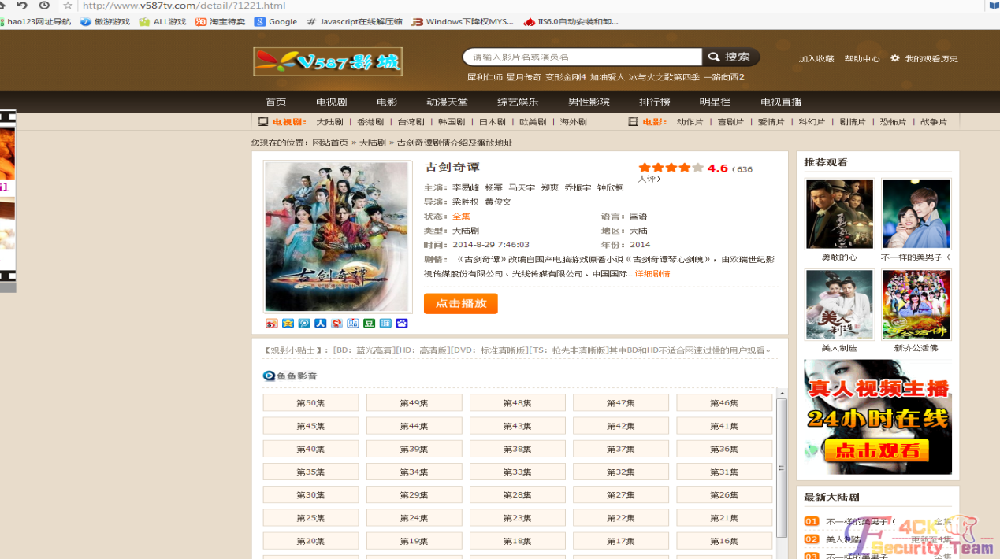 http://www.v587tv.com/detail/?1221.html
hao123网址导航 傲游游戏 ALL游戏 淘宝特卖 Google Javascript在线解压缩 Windows下降权MYS... IIS6.0自动安装和卸...
V587影城
请输入影片名或演员名 搜索
加入收藏 帮助中心 我的观看历史
犀利仁师 星月传奇 变形金刚4 加油爱人 冰与火之歌第四季 一路向西2
首页 电视剧 电影 动漫天堂 综艺娱乐 男性影院 排行榜 明星档 电视直播
电视剧: 大陆剧 | 香港剧 | 台湾剧 | 韩国剧 | 日本剧 | 欧美剧 | 海外剧 电影: 动作片 | 喜剧片 | 爱情片 | 科幻片 | 剧情片 | 恐怖片 | 战争片
您现在的位置：网站首页 » 大陆剧 » 古剑奇谭剧情介绍及播放地址
古剑奇谭
4.6（636
人评）
主演：李易峰 杨幂 马天宇 郑爽 乔振宇 钟欣桐
导演：梁胜权 黄俊文
状态：全集 语言：国语
类型：大陆剧 地区：大陆
时间：2014-8-29 7:46:03 年份：2014
剧情：《古剑奇谭》改编自国产电脑游戏原著小说《古剑奇谭琴心剑魄》，由欢瑞世纪影
视传媒股份有限公司、光线传媒有限公司、中国国际...详细剧情
点击播放
古剑奇谭
【观影小贴士】：[BD：蓝光高清][HD：高清版][DVD：标准清晰版][TS：抢先非清晰版]其中BD和HD不适合网速过慢的用户观看。
鱼鱼影音
第50集 第49集 第48集 第47集 第46集
第45集 第44集 第43集 第42集 第41集
第40集 第39集 第38集 第37集 第36集
第35集 第34集 第33集 第32集 第31集
第30集 第29集 第28集 第27集 第26集
第25集 第24集 第23集 第22集 第21集
第20集 第19集 第18集 第17集 第16集
推荐观看
勇敢的心 不一样的美男子（
美人制造
美人制造 新济公活佛
真人视频主播
24小时在线
点击观看
最新大陆剧
01 不一样的美男子（ 全集
02 美人制造 更新至4集
03 不一样的美男子 全集
F4CK
Security Team